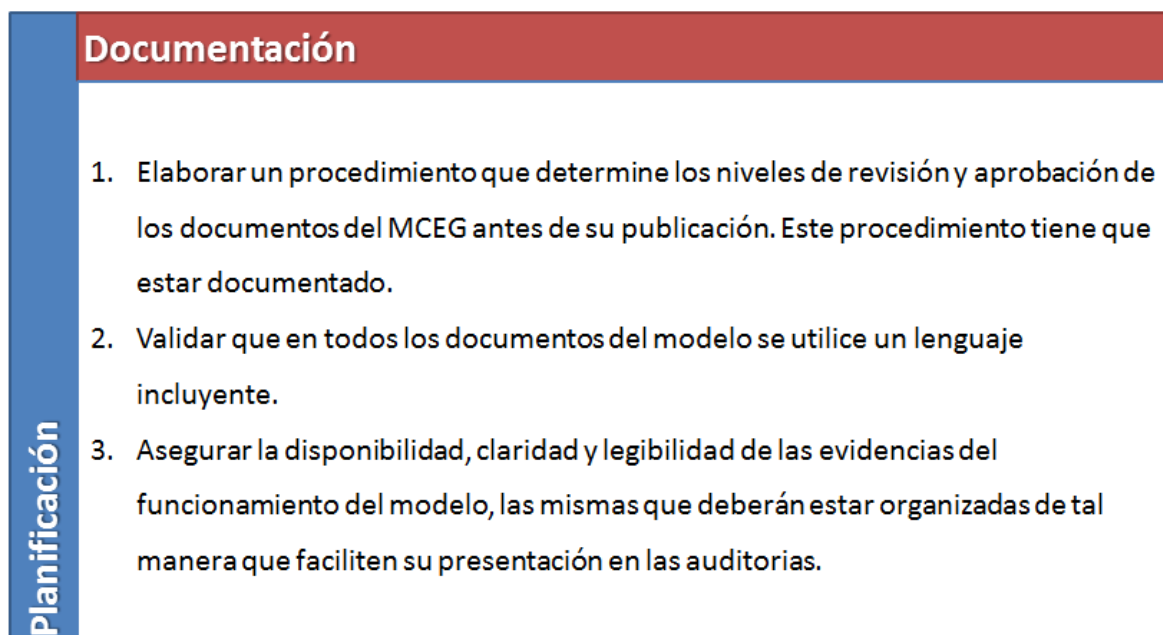 Documentación
1. Elaborar un procedimiento que determine los niveles de revisión y aprobación de
los documentos del MCEG antes de su publicación. Este procedimiento tiene que
estar documentado.
2. Validar que en todos los documentos del modelo se utilice un lenguaje
incluyente.
3. Asegurar la disponibilidad, claridad y legibilidad de las evidencias del
funcionamiento del modelo, las mismas que deberán estar organizadas de tal
manera que faciliten su presentación en las auditorias.
Planificación